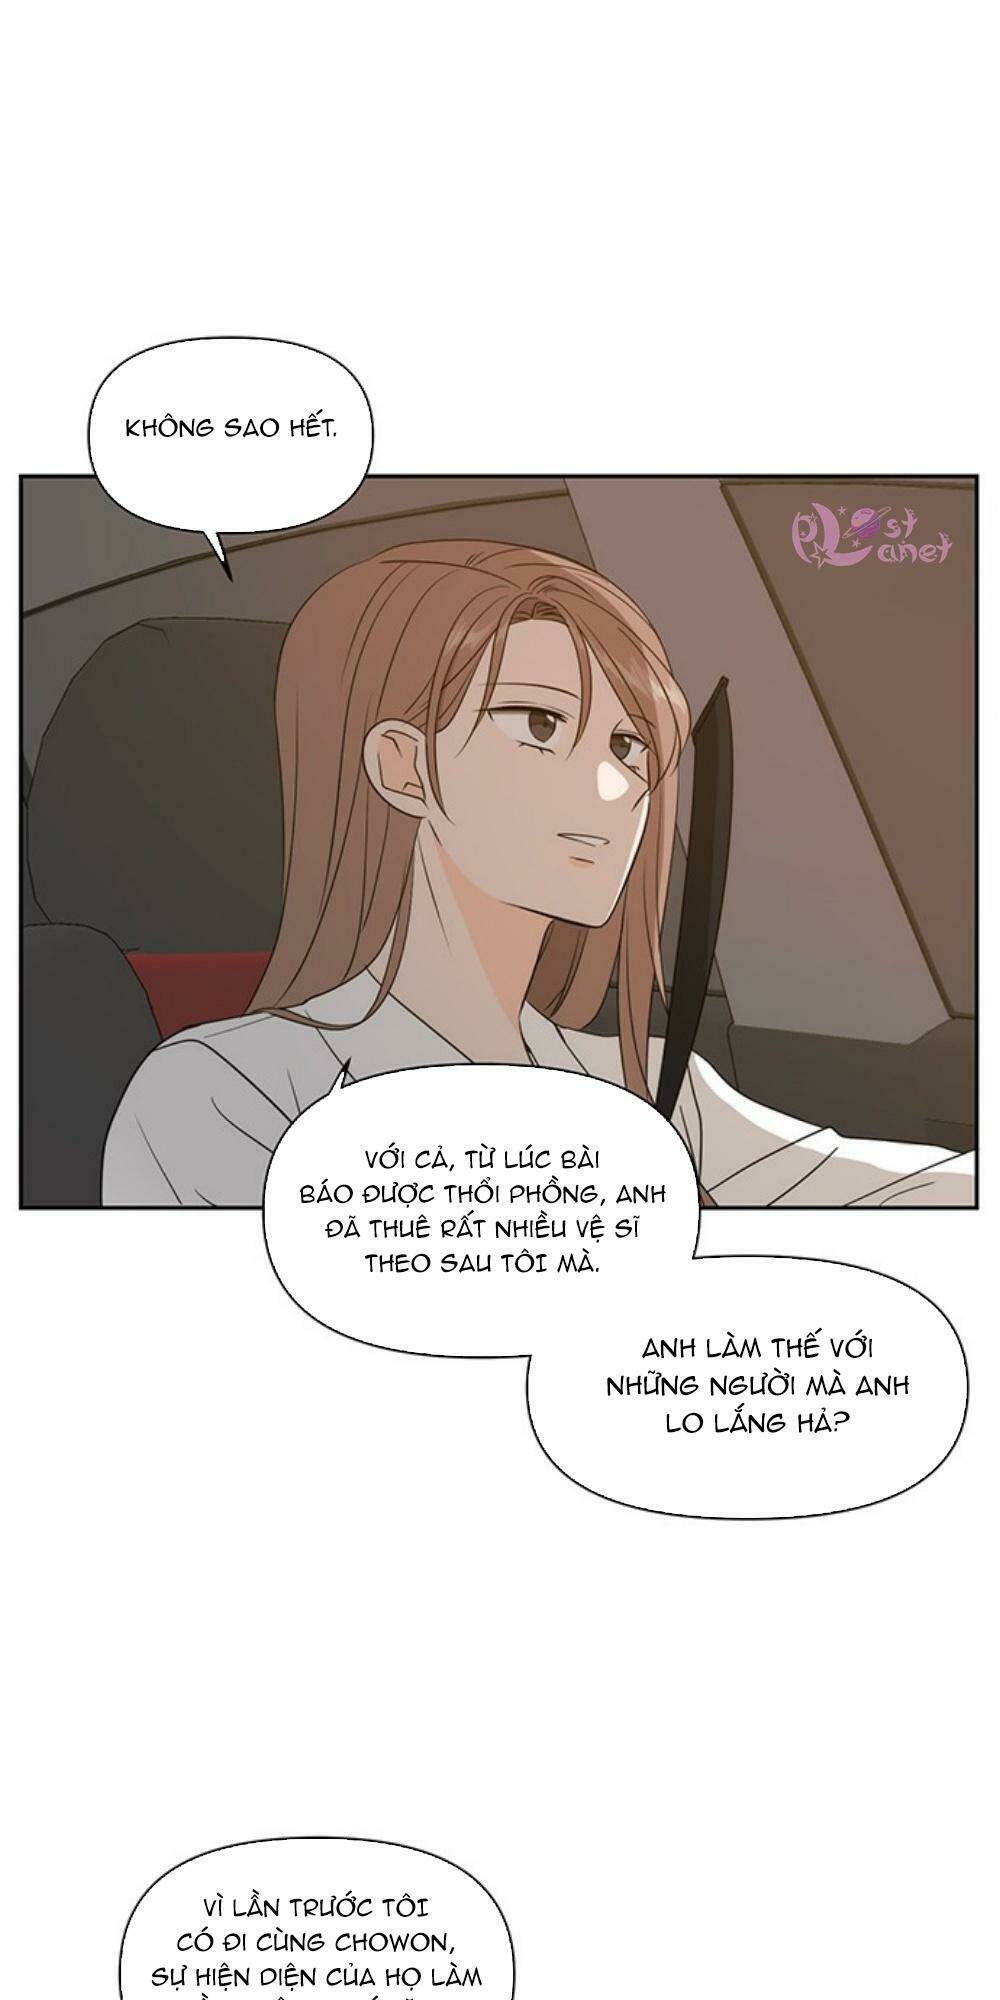 KHÔNG SAO HẾT.
Lost
Planet
VỚI CẢ, TỪ LÚC BÀI
BÁO ĐƯỢC THỔI PHỒNG, ANH
ĐÃ THUÊ RẤT NHIỀU VỆ SĨ
THEO SAU TÔI MÀ.
ANH LÀM THẾ VỚI
NHỮNG NGƯỜI MÀ ANH
LO LẮNG HẢ?
VÌ LẦN TRƯỚC TÔI
CÓ ĐI CÙNG CHOWON,
SỰ HIỆN DIỆN CỦA HỌ LÀM